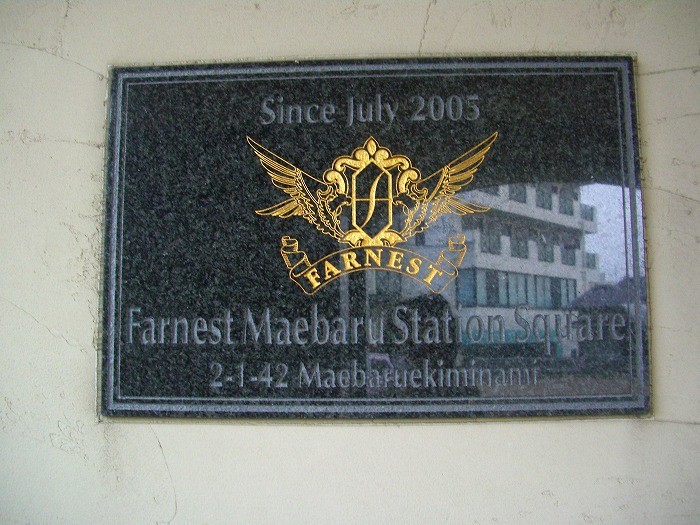 Since July 2005
FARNEST
Farnest Maebaru Station Square
2-1-42 Maebaruekiminami